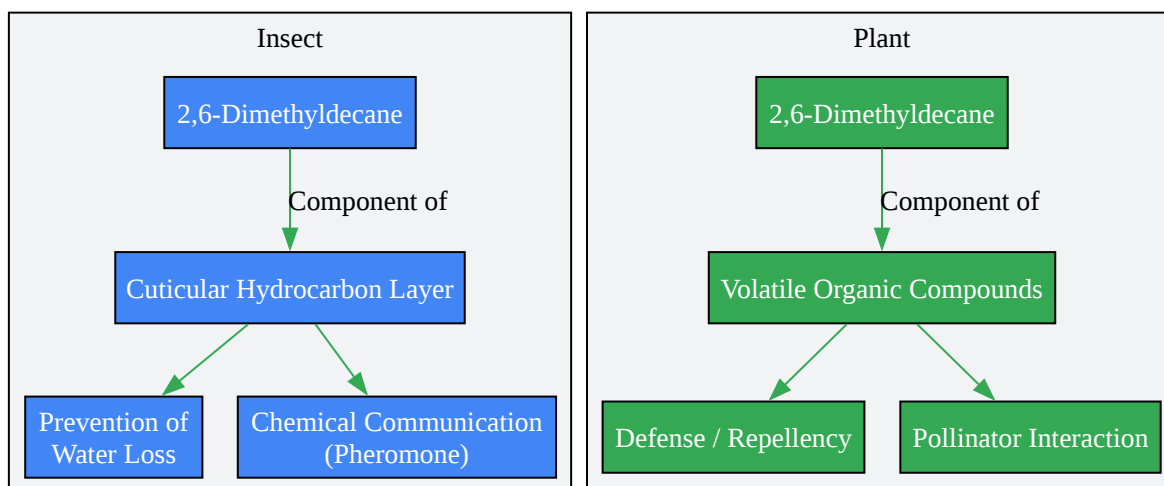 Insect
2,6-Dimethyldecane
Component of
Cuticular Hydrocarbon Layer
Prevention of
Water Loss
Chemical Communication
(Pheromone)
Plant
2,6-Dimethyldecane
Component of
Volatile Organic Compounds
Defense / Repellency
Pollinator Interaction